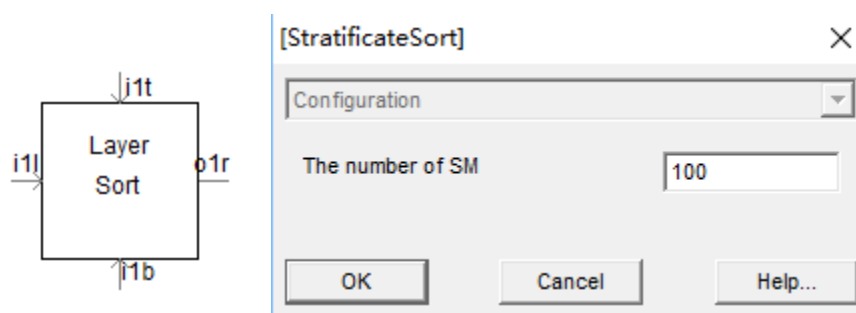 i1t
i1l
Layer
Sort
o1r
i1b
[StratificateSort]
Configuration
The number of SM
100
OK
Cancel
Help...